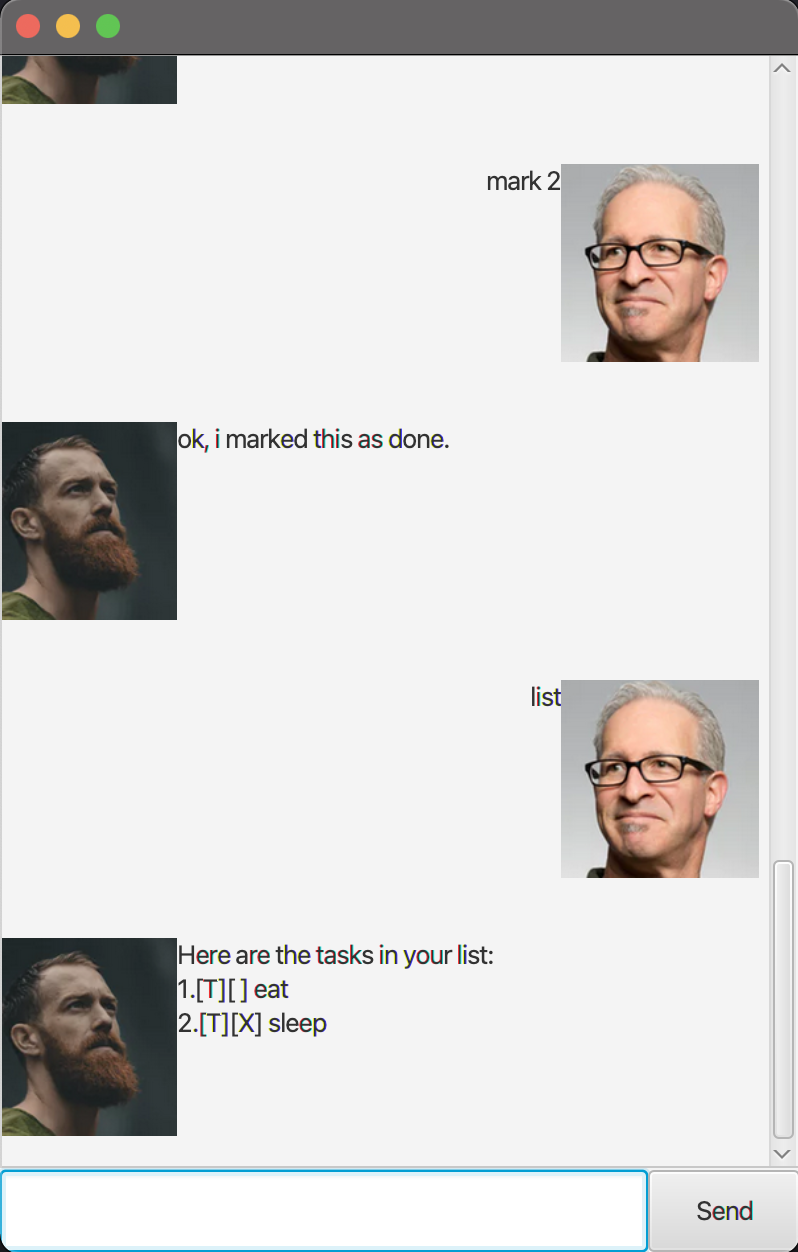 mark 2
ok, i marked this as done.
list
Here are the tasks in your list:
1.[T][ ] eat
2.[T][X] sleep
Send